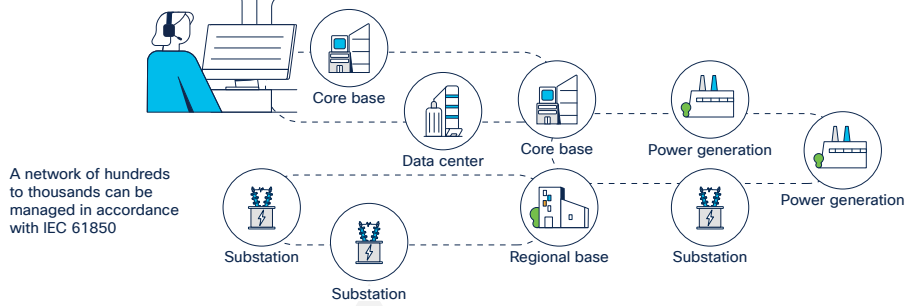 Core base
Data center
Core base
Power generation
Power generation
A network of hundreds
to thousands can be
managed in accordance
with IEC 61850
Substation
Substation
Regional base
Substation